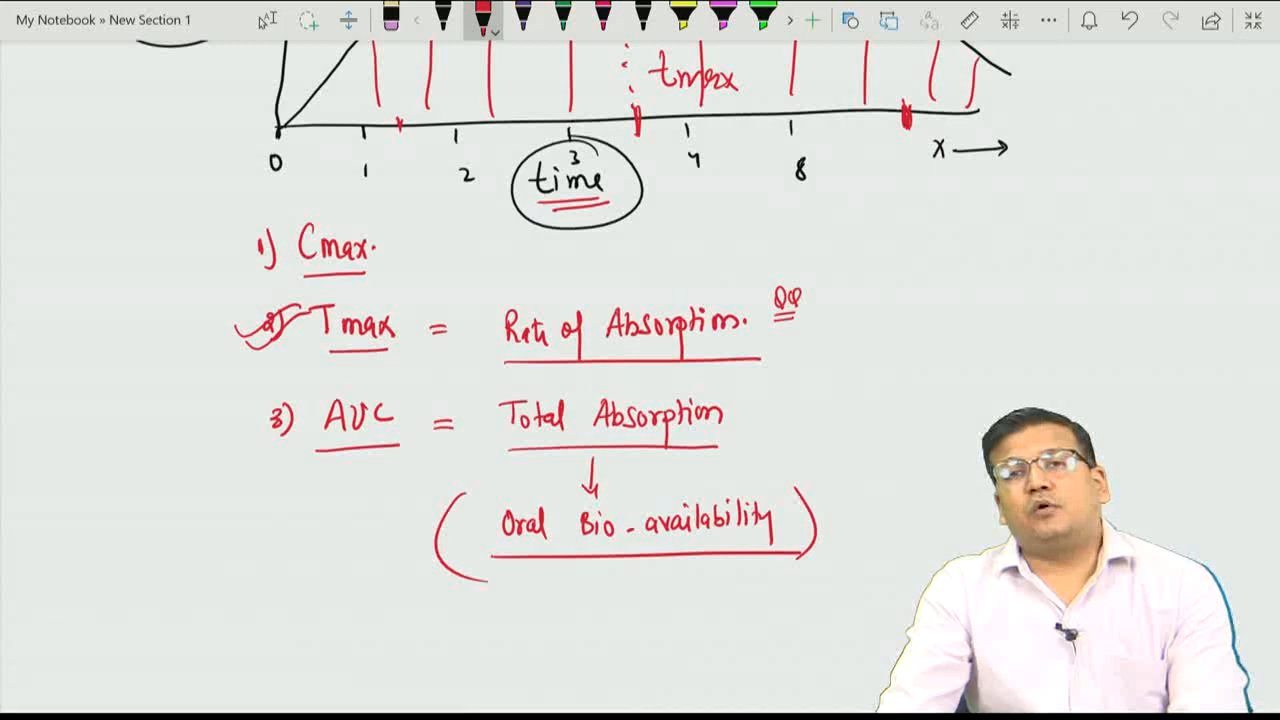 My Notebook » New Section 1
tmax
0 1 2 3 4 8 x
time
1) Cmax.
2) Tmax = Rate of Absorption.
3) AUC = Total Absorption
(Oral Bio-availability)